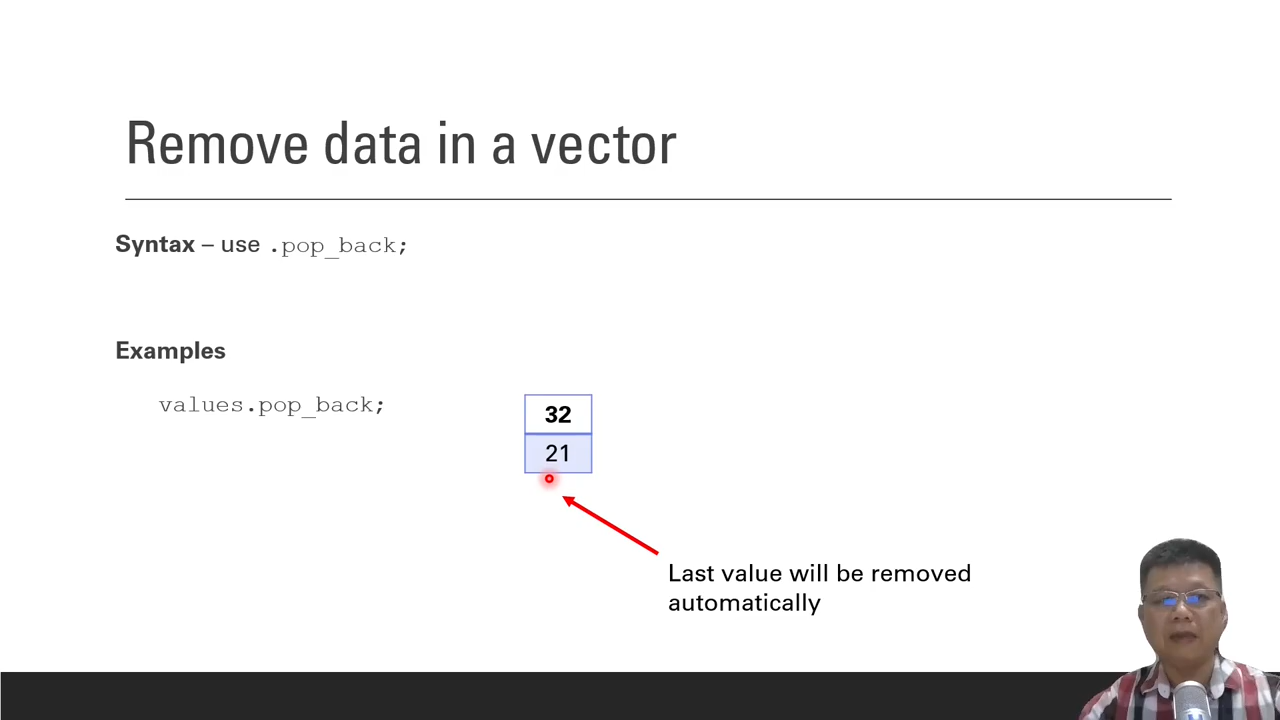 Remove data in a vector
Syntax – use .pop_back;
Examples
values.pop_back;
32
21
Last value will be removed
automatically